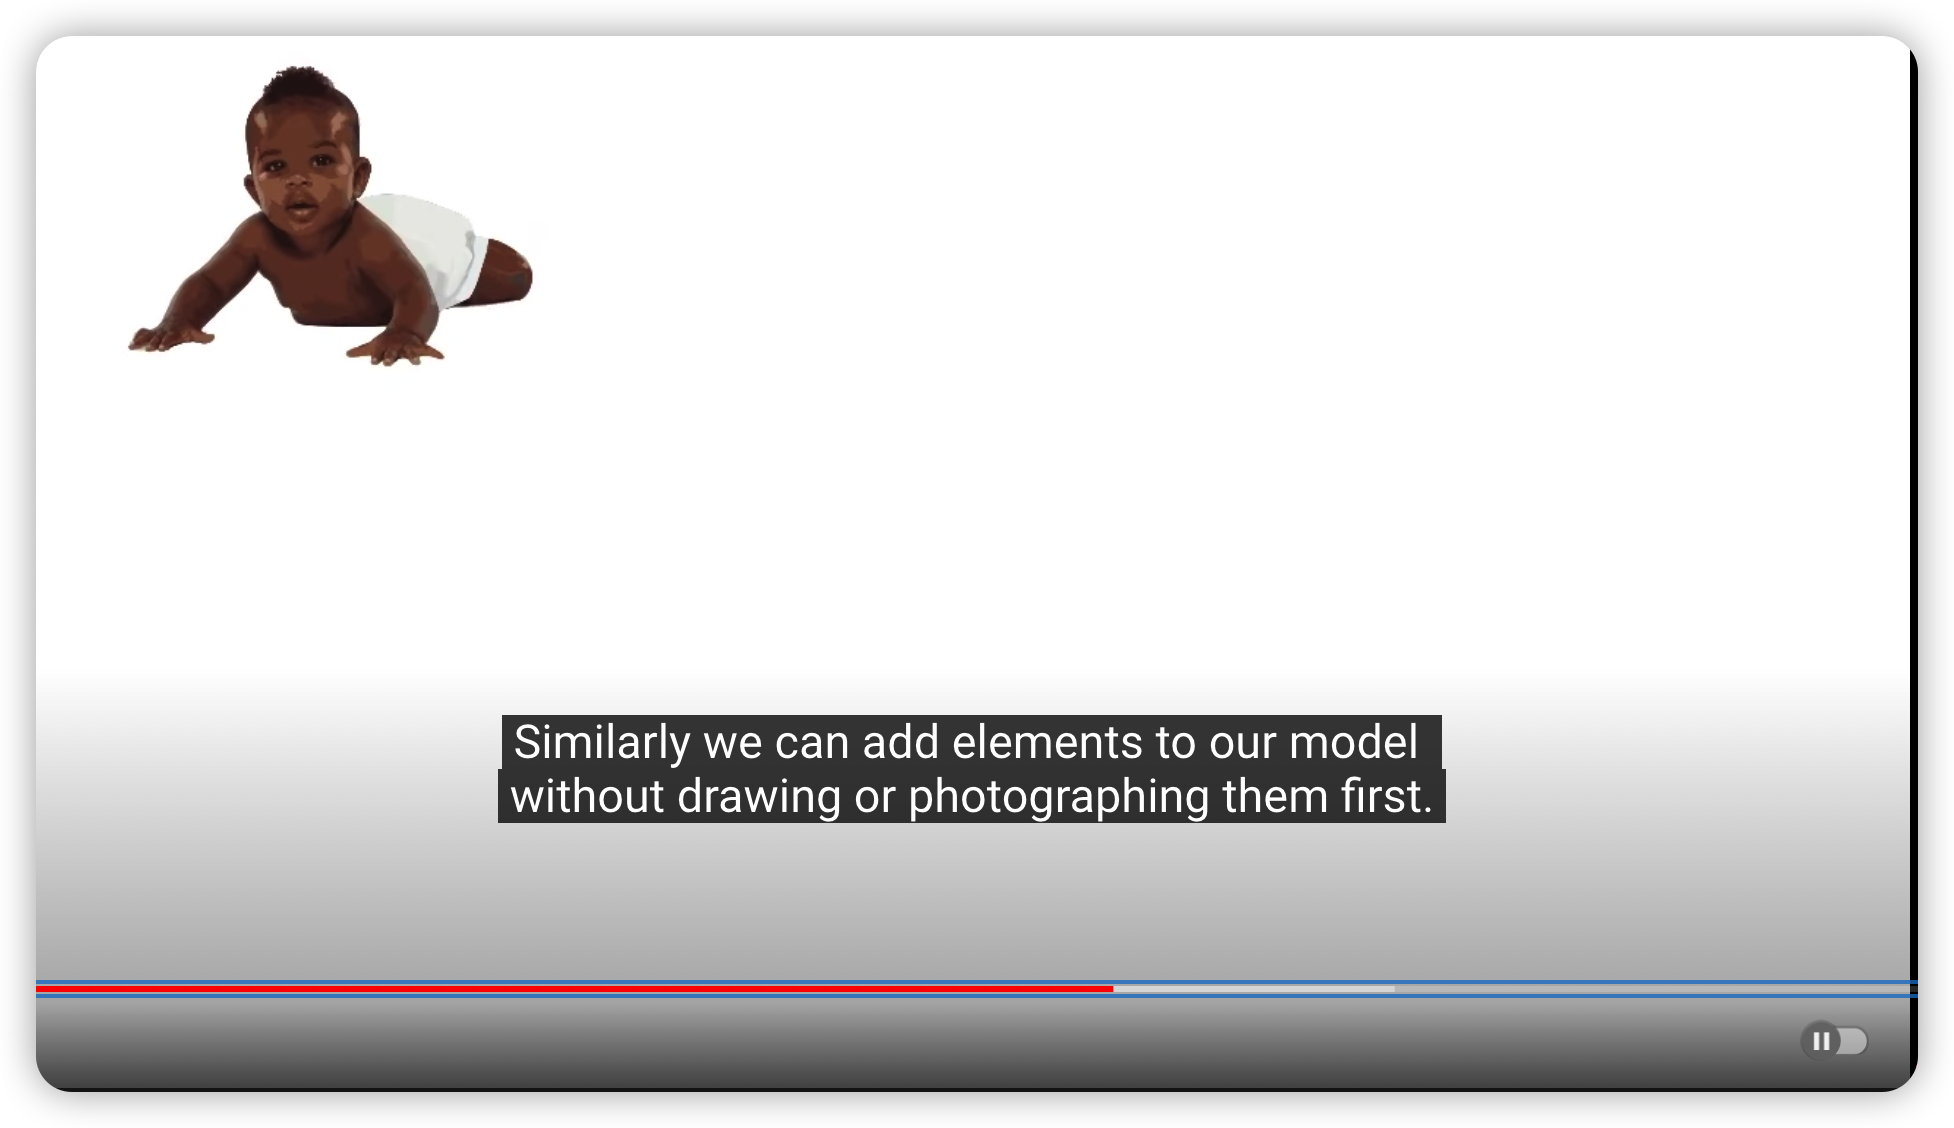 Similarly we can add elements to our model
without drawing or photographing them first.